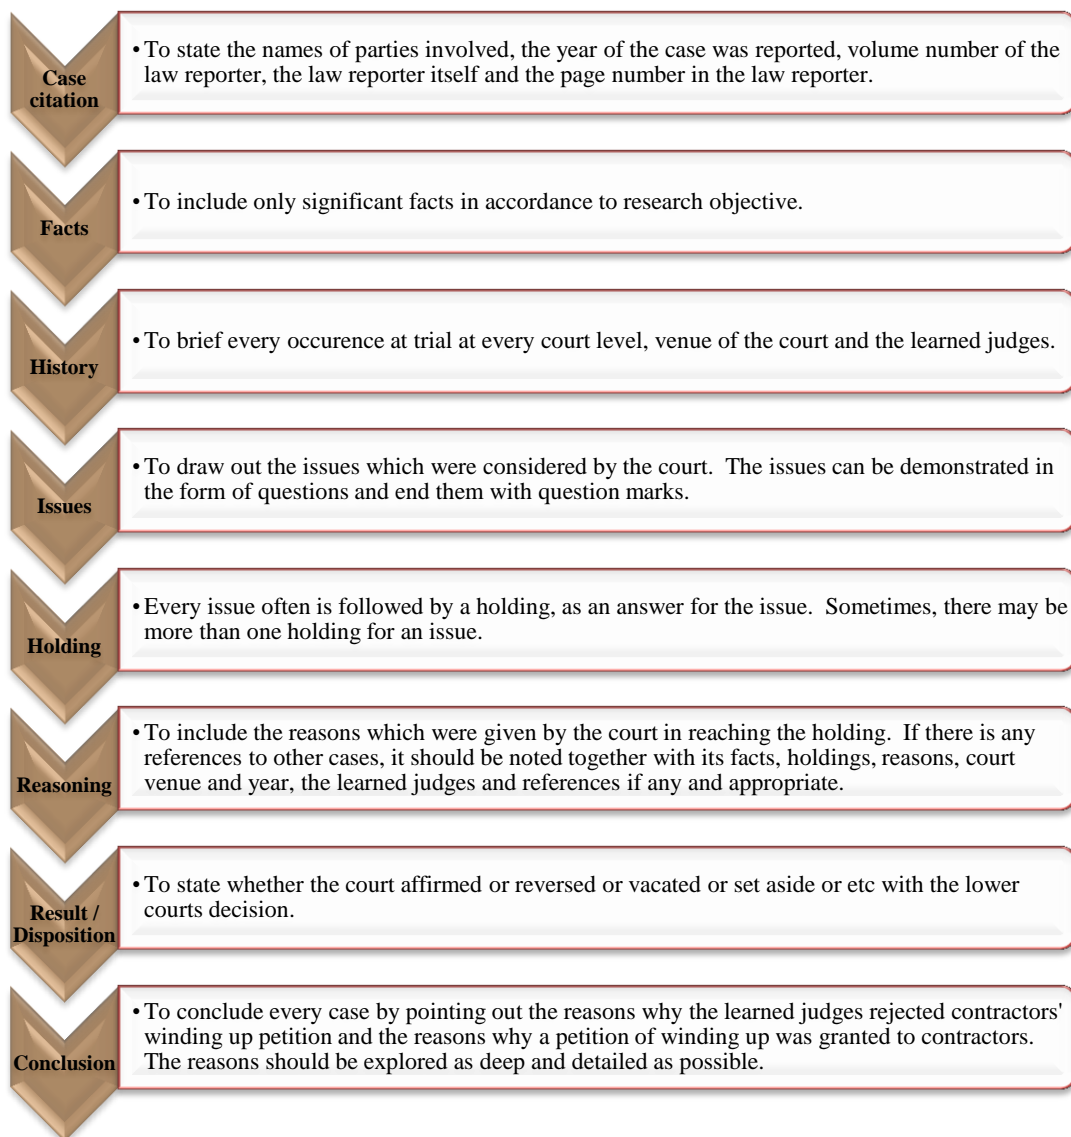 Case
citation
• To state the names of parties involved, the year of the case was reported, volume number of the
law reporter, the law reporter itself and the page number in the law reporter.
Facts
• To include only significant facts in accordance to research objective.
History
• To brief every occurence at trial at every court level, venue of the court and the learned judges.
Issues
• To draw out the issues which were considered by the court. The issues can be demonstrated in
the form of questions and end them with question marks.
Holding
• Every issue often is followed by a holding, as an answer for the issue. Sometimes, there may be
more than one holding for an issue.
Reasoning
• To include the reasons which were given by the court in reaching the holding. If there is any
references to other cases, it should be noted together with its facts, holdings, reasons, court
venue and year, the learned judges and references if any and appropriate.
Result /
Disposition
• To state whether the court affirmed or reversed or vacated or set aside or etc with the lower
courts decision.
Conclusion
• To conclude every case by pointing out the reasons why the learned judges rejected contractors'
winding up petition and the reasons why a petition of winding up was granted to contractors.
The reasons should be explored as deep and detailed as possible.